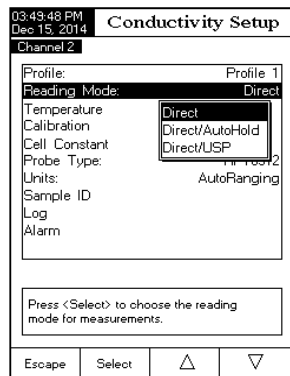 03:49:48 PM
Dec 15, 2014
Conductivity Setup
Channel 2
Profile: Profile 1
Reading Mode: Direct
Temperature
Calibration
Cell Constant
Probe Type:
Units: AutoRanging
Sample ID
Log
Alarm
Direct
Direct/AutoHold
Direct/USP
Press <Select> to choose the reading
mode for measurements.
Escape Select △ ▽